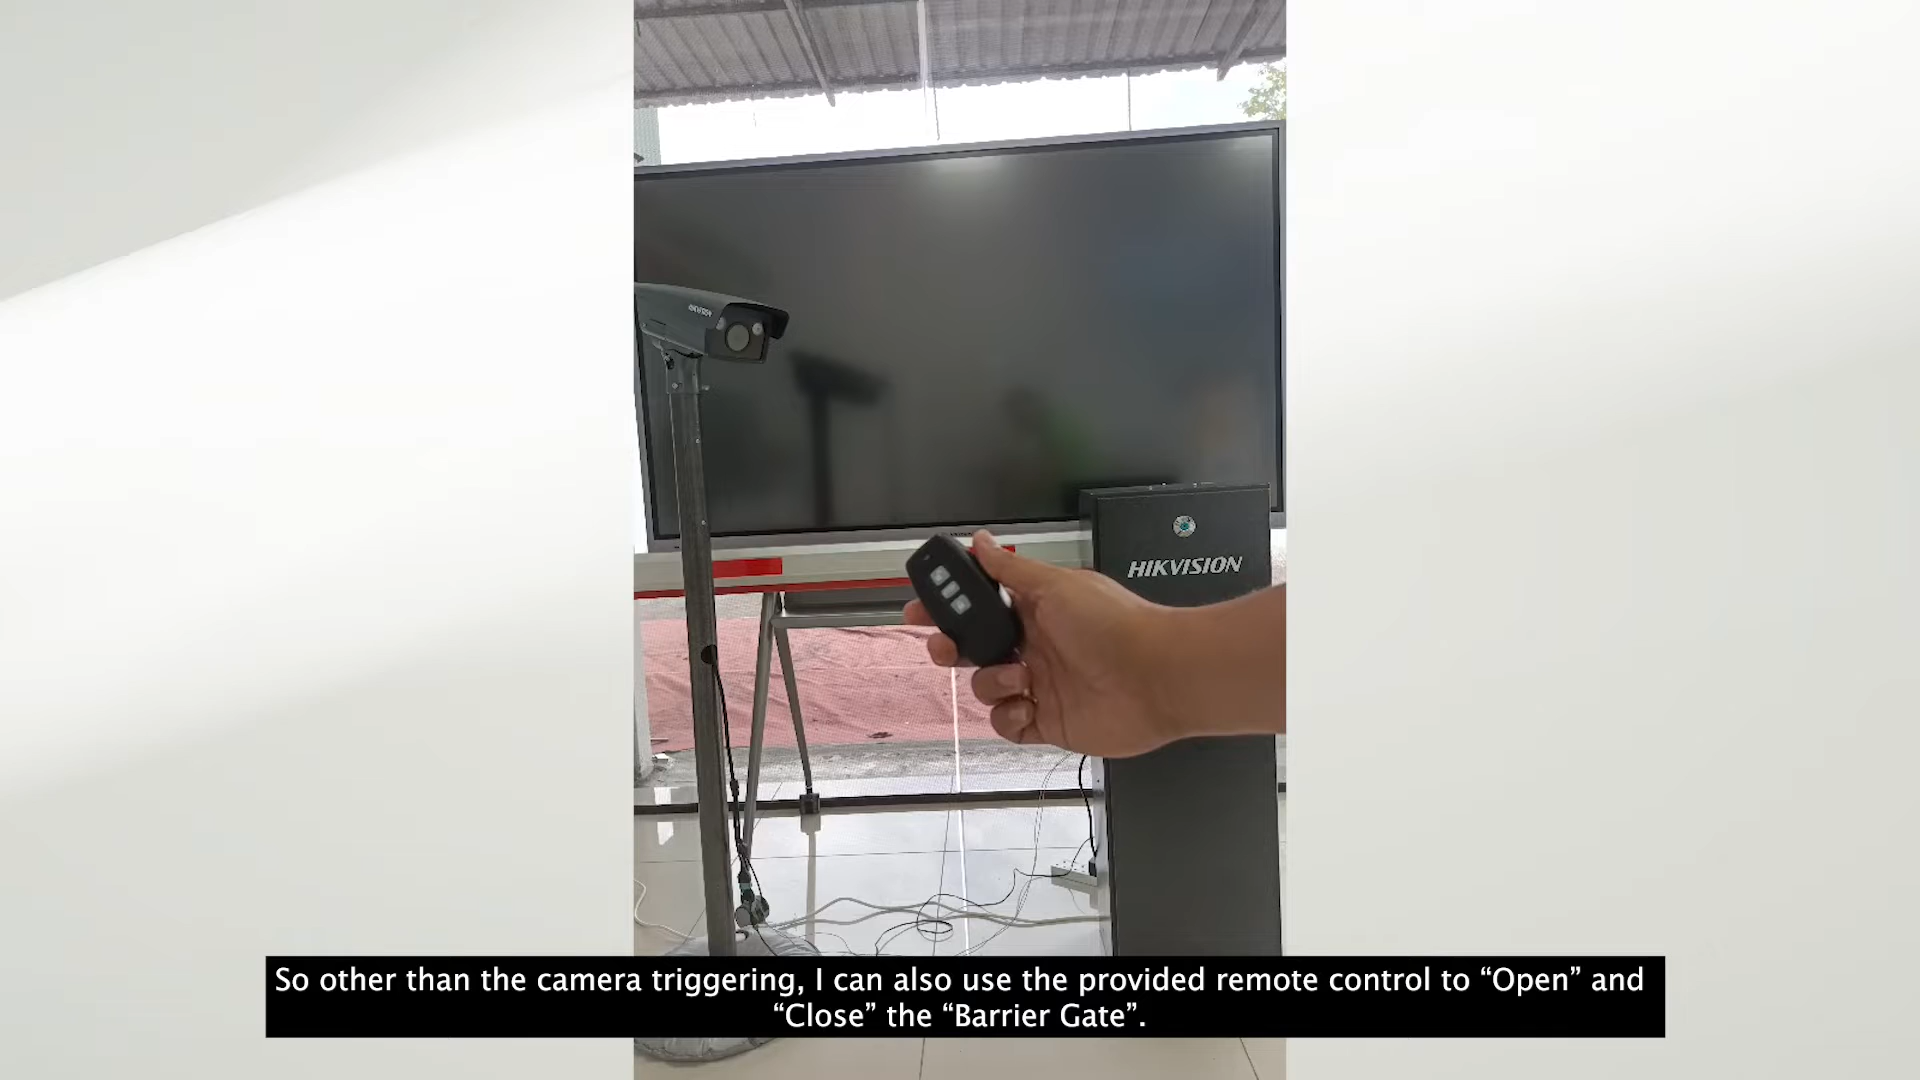 HIKVISION
HIKVISION
So other than the camera triggering, I can also use the provided remote control to “Open” and
“Close” the “Barrier Gate”.